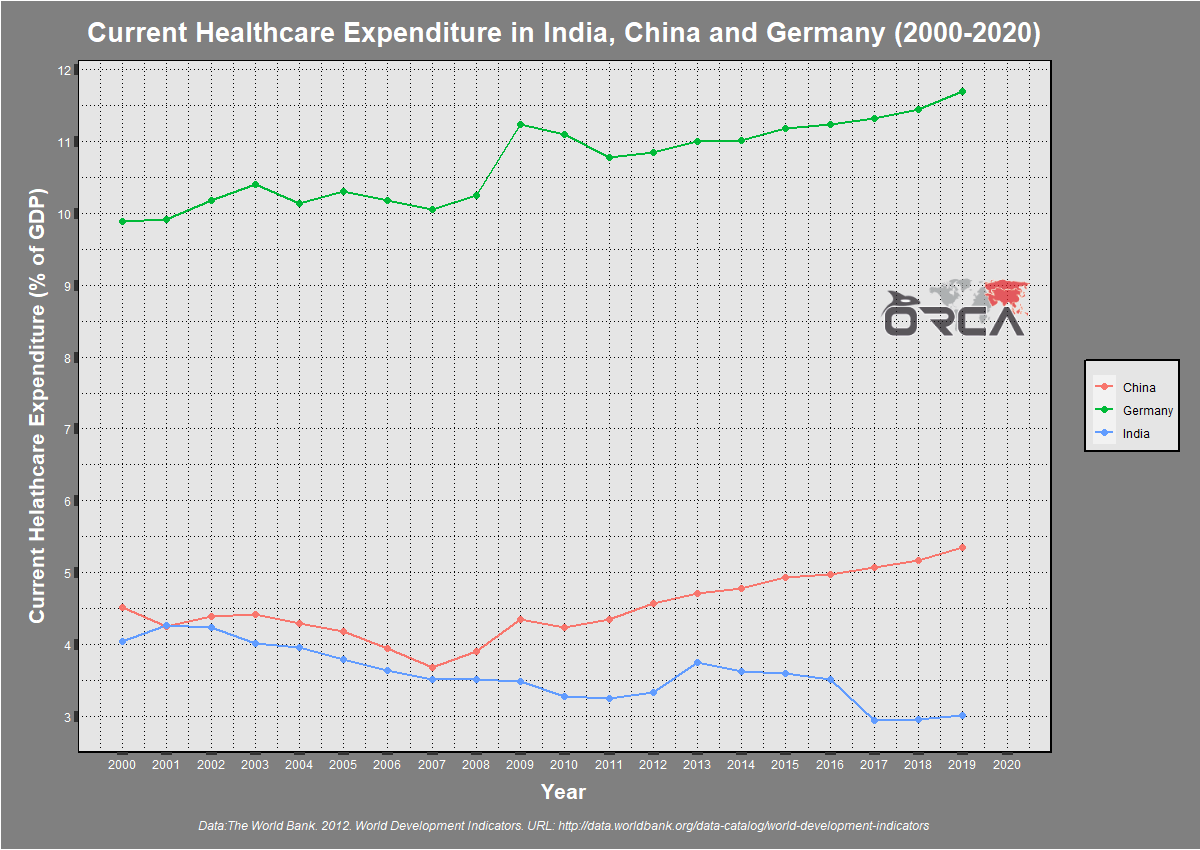 Current Healthcare Expenditure in India, China and Germany (2000-2020)
Current Helathcare Expenditure (% of GDP)
12
11
10
9
8
7
6
5
4
3
ORCA
China
Germany
India
2000 2001 2002 2003 2004 2005 2006 2007 2008 2009 2010 2011 2012 2013 2014 2015 2016 2017 2018 2019 2020
Year
Data:The World Bank. 2012. World Development Indicators. URL: http://data.worldbank.org/data-catalog/world-development-indicators